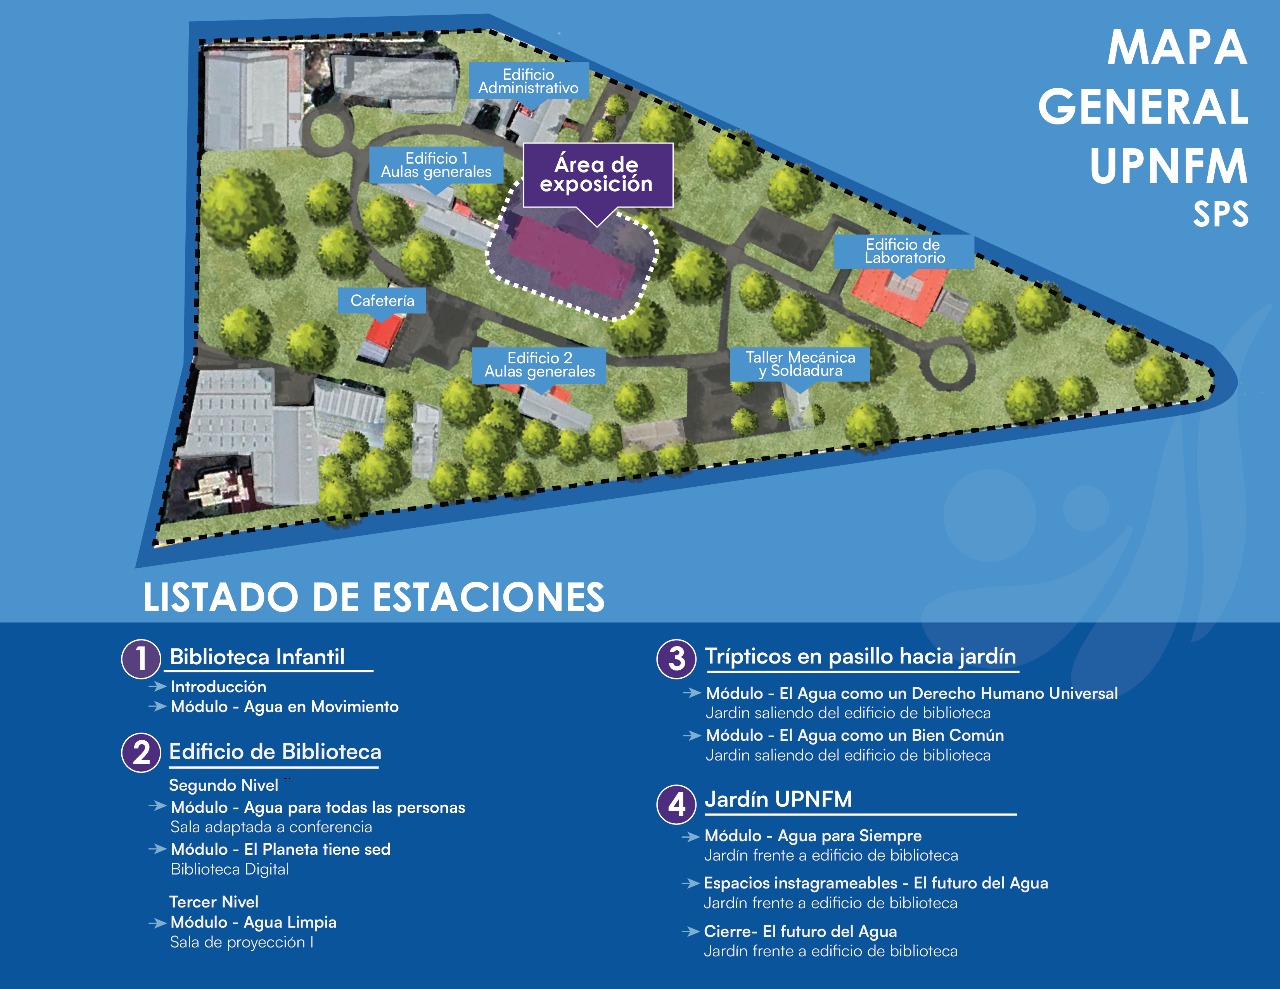 MAPA
GENERAL
UPNFM
SPS
Edificio
Administrativo
Edificio 1
Aulas generales
Área de
exposición
Edificio de
Laboratorio
Cafetería
Edificio 2
Aulas generales
Taller Mecánica
y Soldadura
LISTADO DE ESTACIONES
1 Biblioteca Infantil
Introducción
Módulo - Agua en Movimiento
2 Edificio de Biblioteca
Segundo Nivel
Módulo - Agua para todas las personas
Sala adaptada a conferencia
Módulo - El Planeta tiene sed
Biblioteca Digital
Tercer Nivel
Módulo - Agua Limpia
Sala de proyección I
3 Trípticos en pasillo hacia jardín
Módulo - El Agua como un Derecho Humano Universal
Jardin saliendo del edificio de biblioteca
Módulo - El Agua como un Bien Común
Jardin saliendo del edificio de biblioteca
4 Jardín UPNFM
Módulo - Agua para Siempre
Jardín frente a edificio de biblioteca
Espacios instagrameables - El futuro del Agua
Jardín frente a edificio de biblioteca
Cierre- El futuro del Agua
Jardín frente a edificio de biblioteca